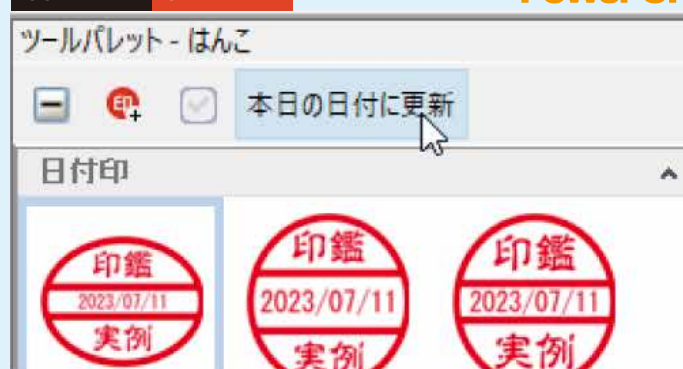 ツールパレット - はんこ
本日の日付に更新
日付印
印鑑
2023/07/11
実例
印鑑
2023/07/11
実例
印鑑
2023/07/11
実例